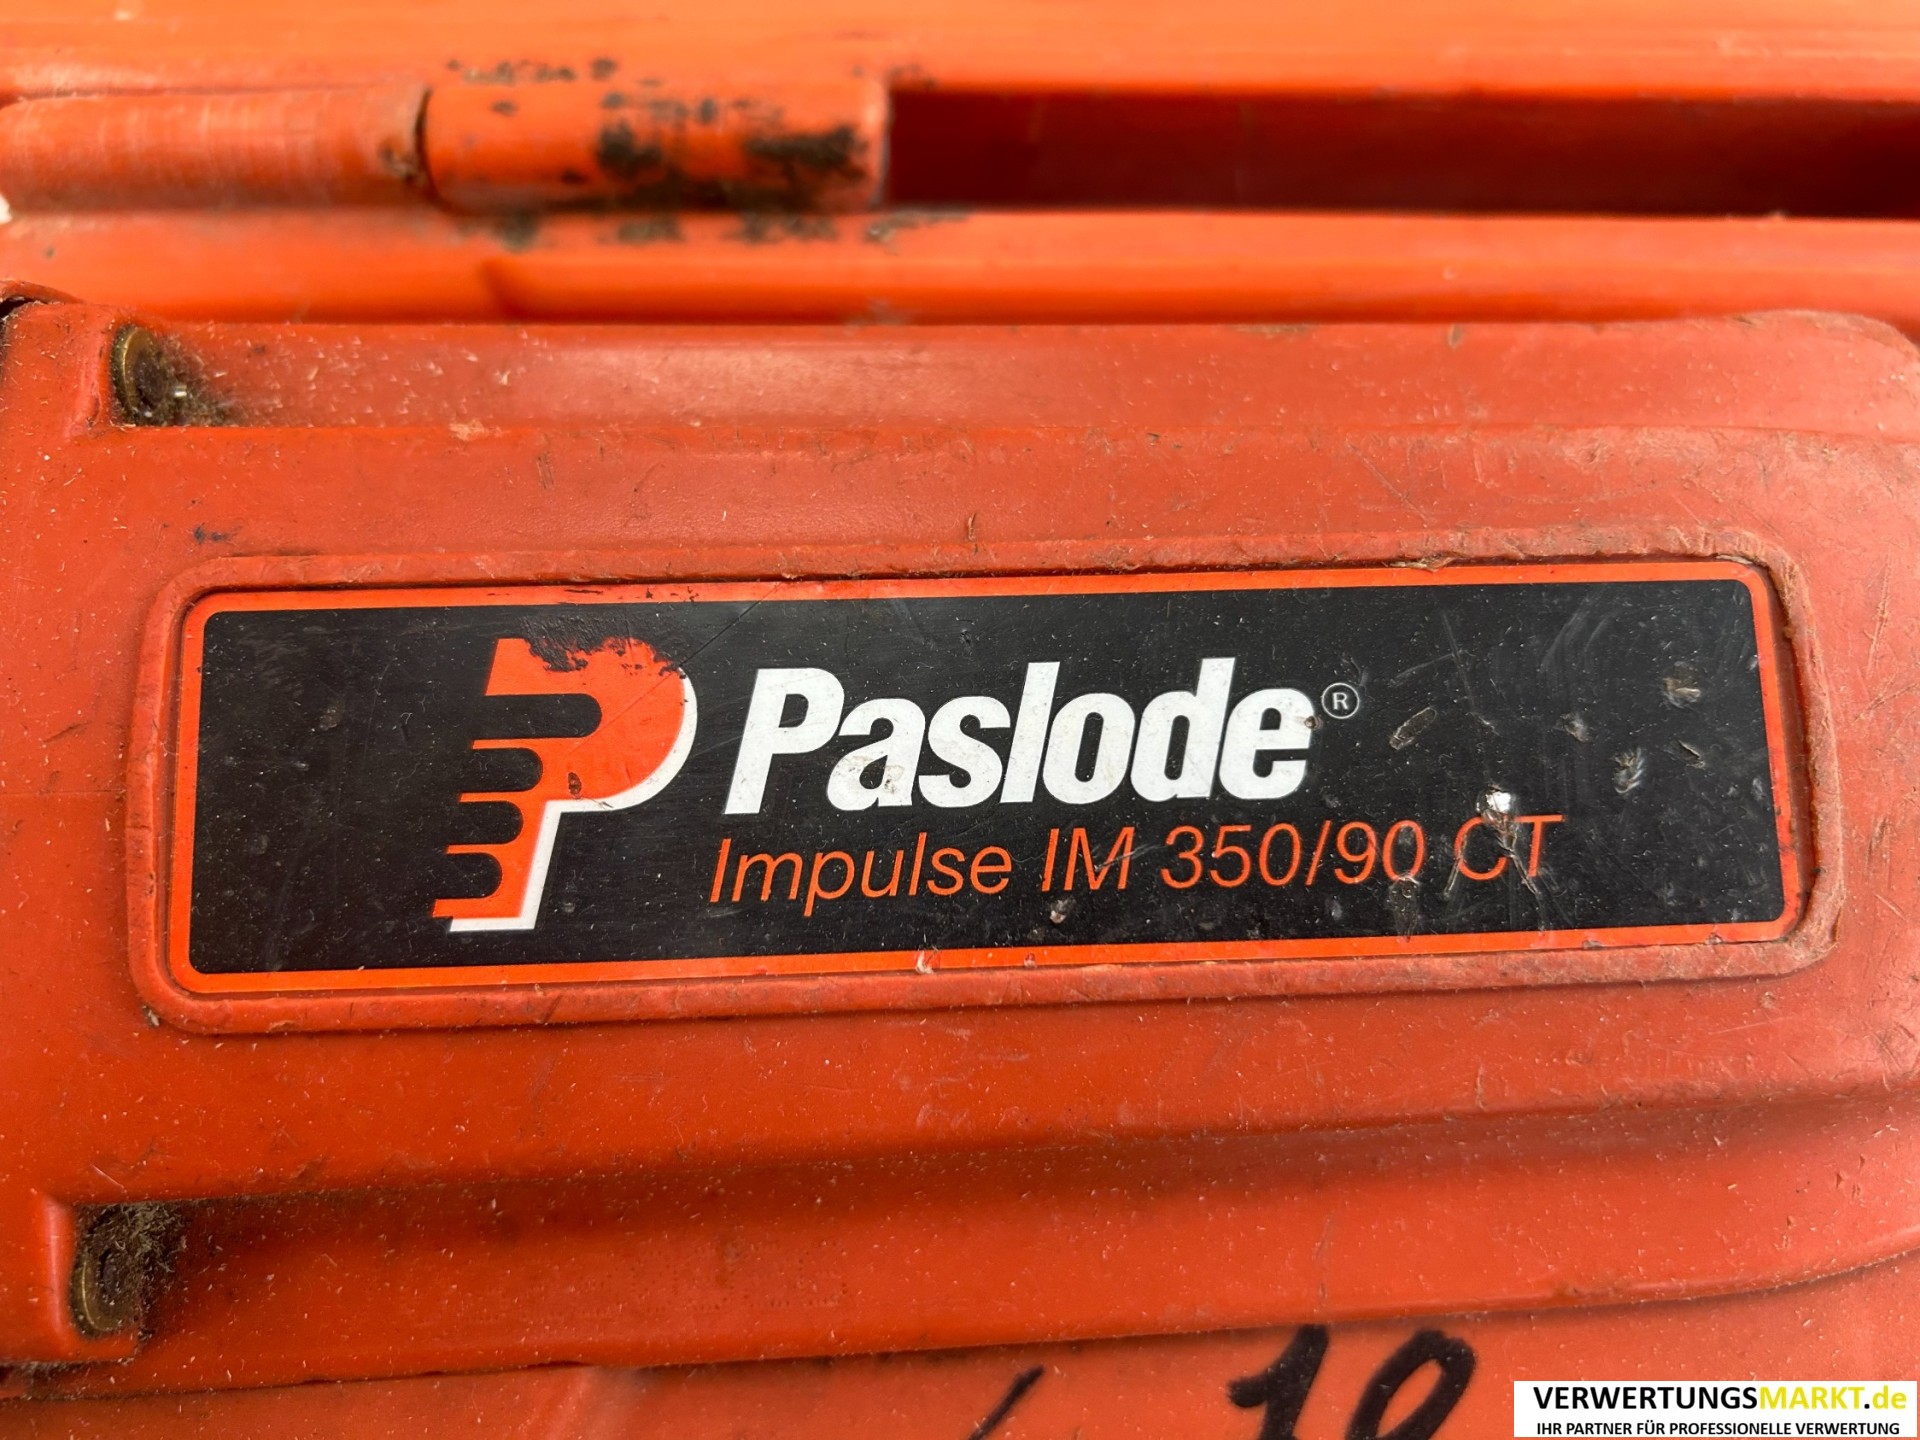 Paslode®
Impulse IM 350/90 CT
VERWERTUNGSMARKT.de
IHR PARTNER FÜR PROFESSIONELLE VERWERTUNG